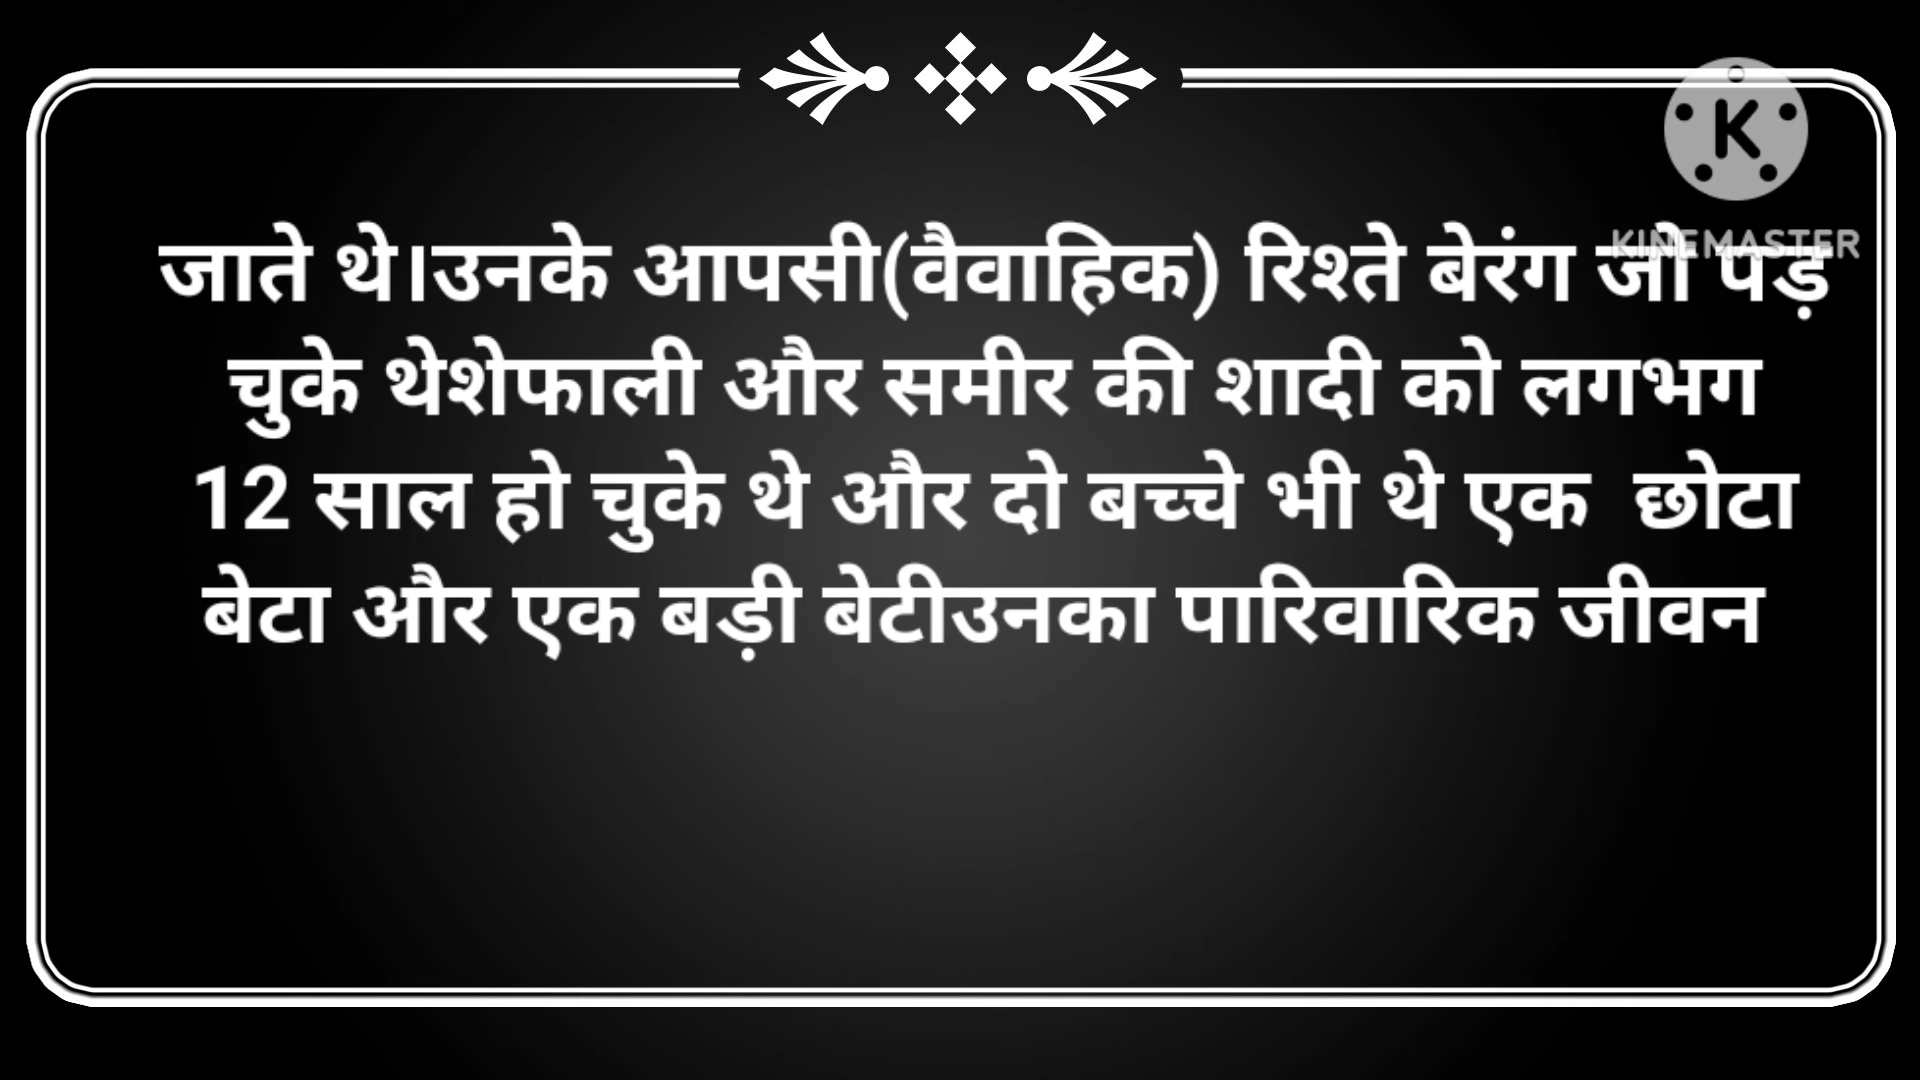 K
KINEMASTER
जाते थे।उनके आपसी(वैवाहिक) रिश्ते बेरंग जो पड़
चुके थेशेफाली और समीर की शादी को लगभग
12 साल हो चुके थे और दो बच्चे भी थे एक  छोटा
बेटा और एक बड़ी बेटीउनका पारिवारिक जीवन